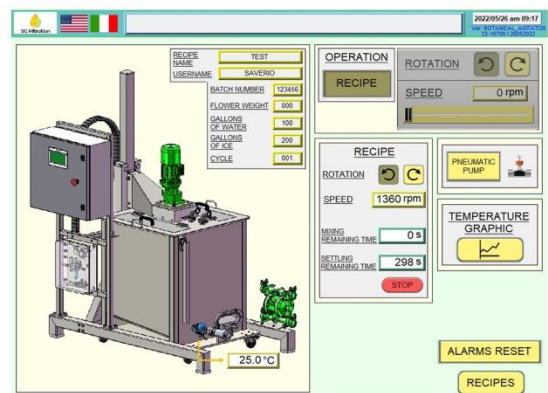 SC Filtration
2022/05/26 am 09:17
Ver. BOTANICAL_AGITATOR
RECIPE NAME TEST
USERNAME SAVERIO
BATCH NUMBER 123456
FLOWER WEIGHT 000
GALLONS OF WATER 100
GALLONS OF ICE 200
CYCLE 001
25.0 °C
OPERATION
RECIPE
ROTATION
SPEED 0 rpm
RECIPE
ROTATION
SPEED 1360 rpm
MIXING REMAINING TIME 0 s
SETTLING REMAINING TIME 298 s
STOP
PNEUMATIC PUMP
TEMPERATURE GRAPHIC
ALARMS RESET
RECIPES